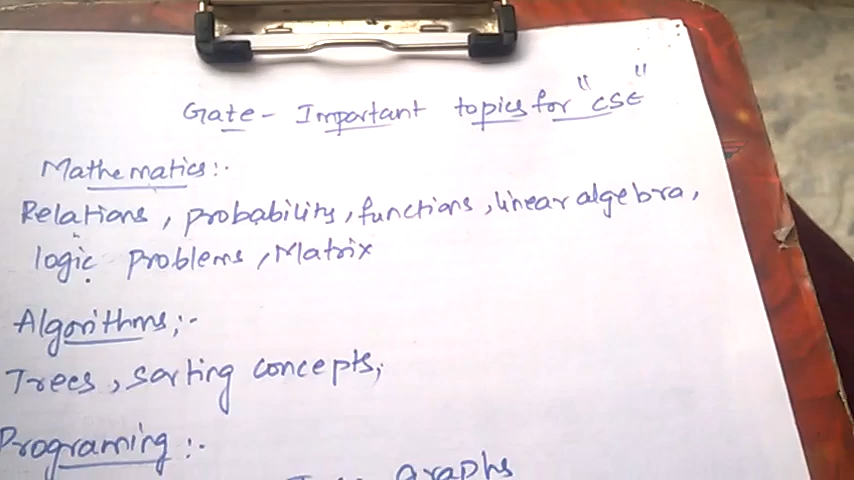 Gate - Important topics for "CSE"
Mathematics:-
Relations, probability, functions, linear algebra,
logic problems, Matrix
Algorithms;-
Trees, sorting concepts;
Programing:-
graphs